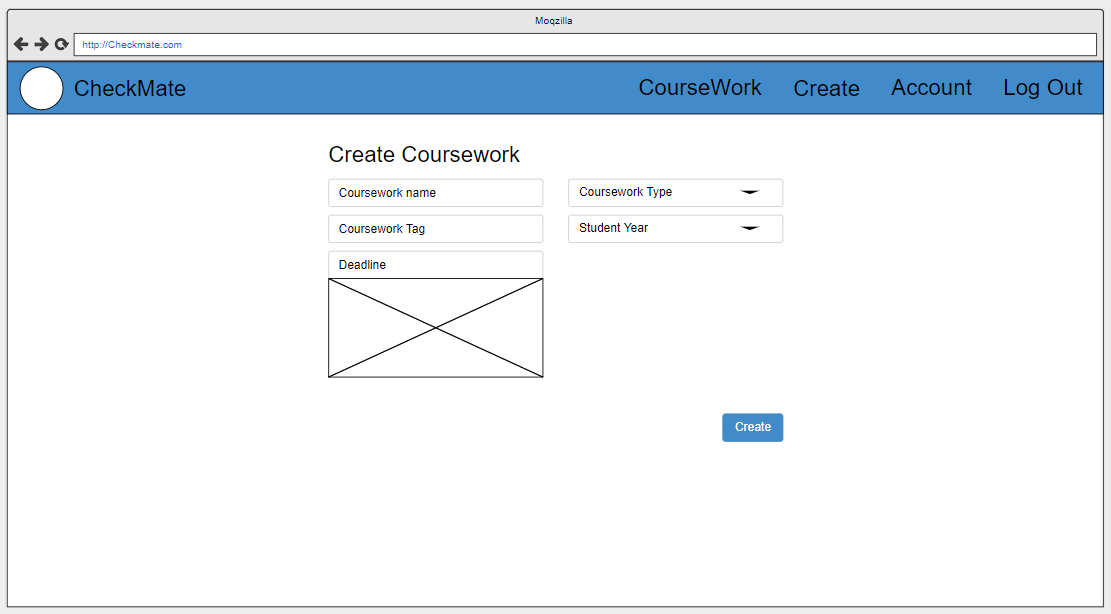 Moqzilla
http://Checkmate.com
CheckMate CourseWork Create Account Log Out
Create Coursework
Coursework name Coursework Type
Coursework Tag Student Year
Deadline
Create